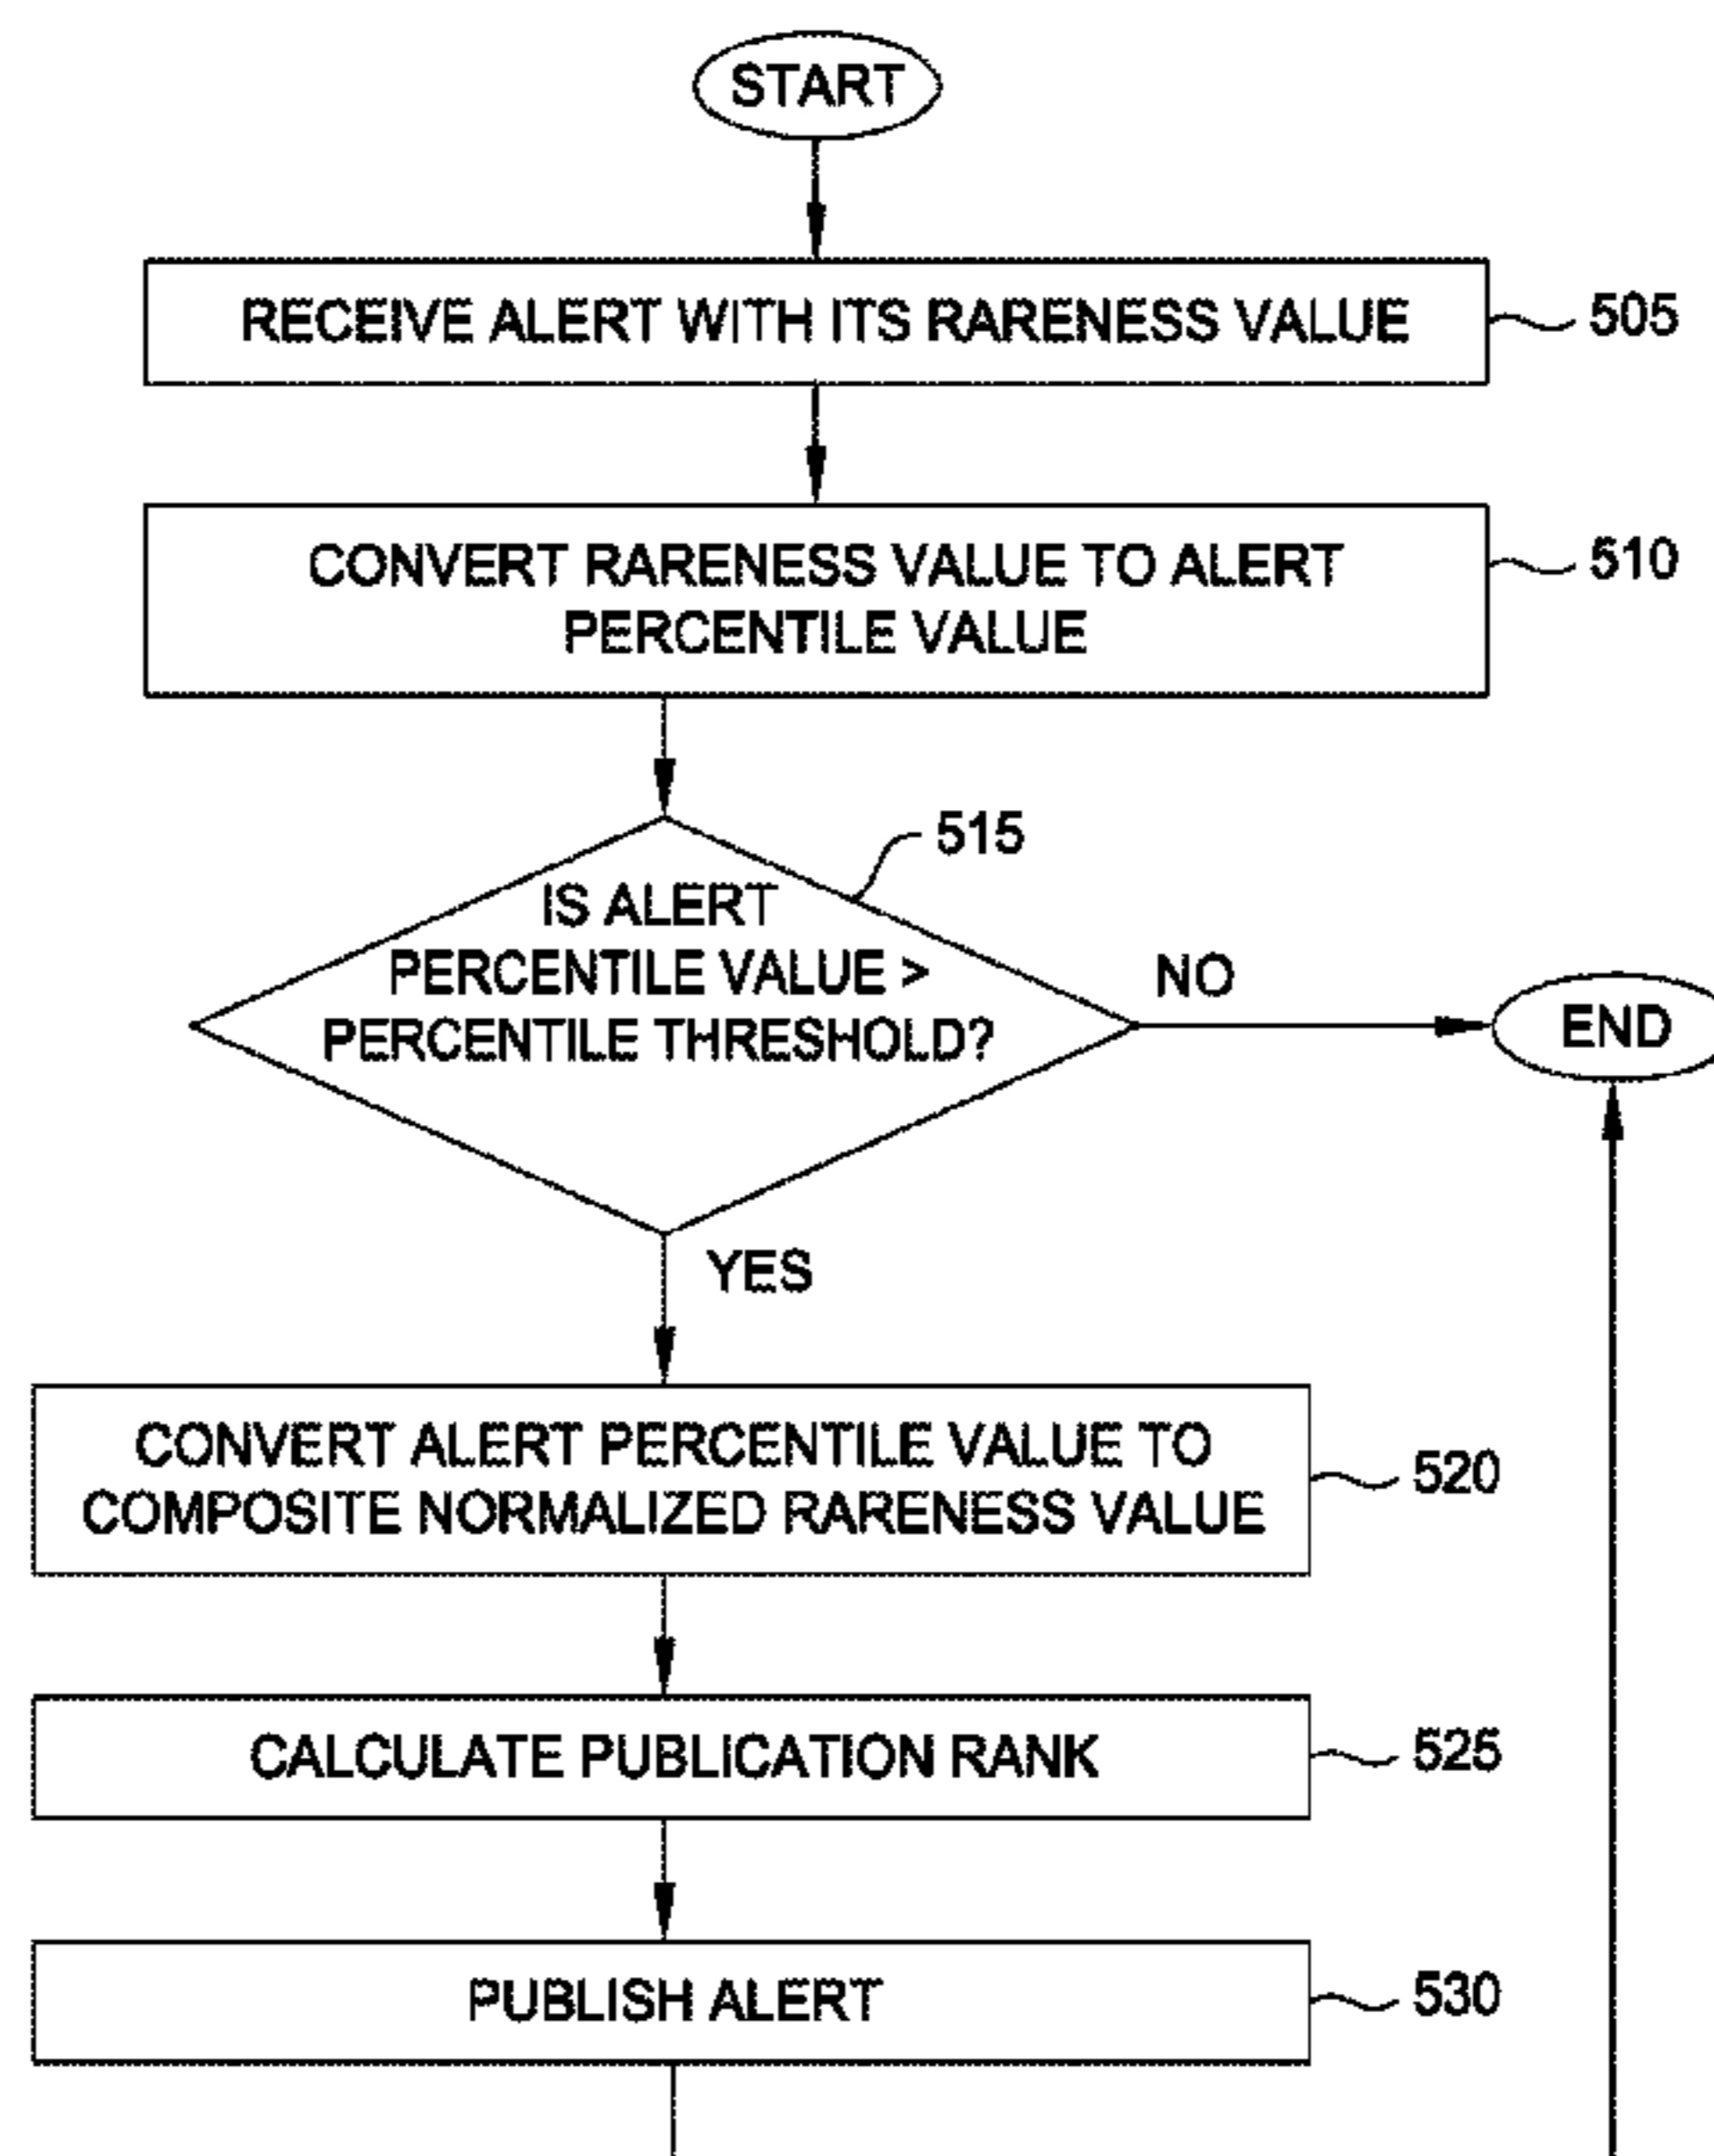 START
RECEIVE ALERT WITH ITS RARENESS VALUE
505
CONVERT RARENESS VALUE TO ALERT
PERCENTILE VALUE
510
515
IS ALERT
PERCENTILE VALUE >
PERCENTILE THRESHOLD?
NO
END
YES
CONVERT ALERT PERCENTILE VALUE TO
COMPOSITE NORMALIZED RARENESS VALUE
520
CALCULATE PUBLICATION RANK
525
PUBLISH ALERT
530